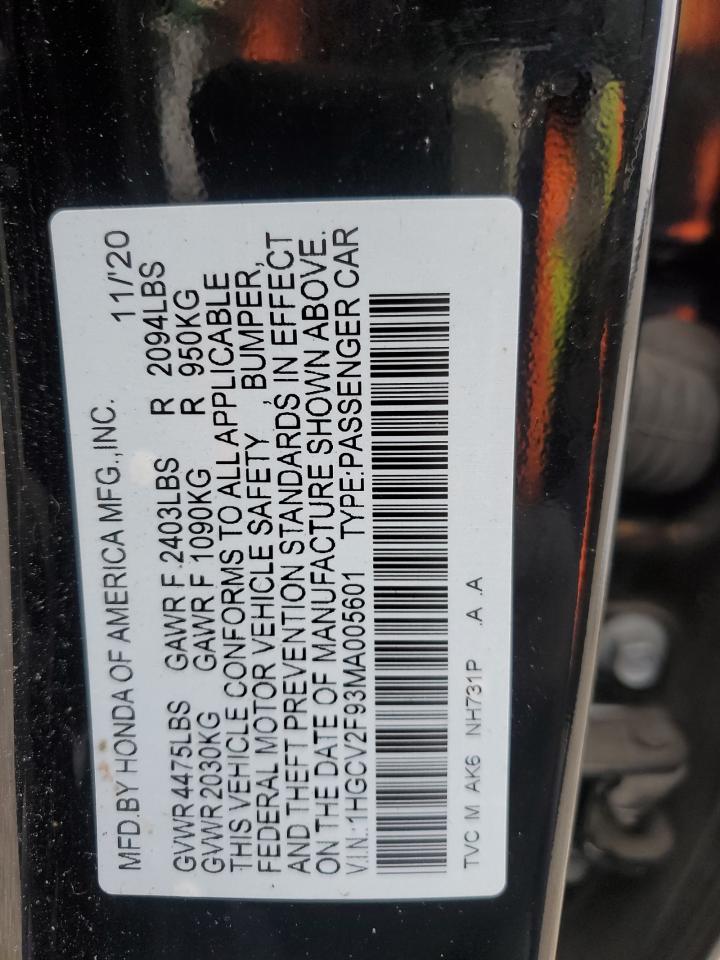 MFD.BY HONDA OF AMERICA MFG.,INC. 11/'20
GVWR 4475LBS GAWR F 2403LBS R 2094LBS
GVWR 2030KG GAWR F 1090KG R 950KG
THIS VEHICLE CONFORMS TO ALL APPLICABLE
FEDERAL MOTOR VEHICLE SAFETY , BUMPER,
AND THEFT PREVENTION STANDARDS IN EFFECT
ON THE DATE OF MANUFACTURE SHOWN ABOVE.
V.I.N.:1HGCV2F93MA005601 TYPE:PASSENGER CAR
TVC M AK6 NH731P .A .A